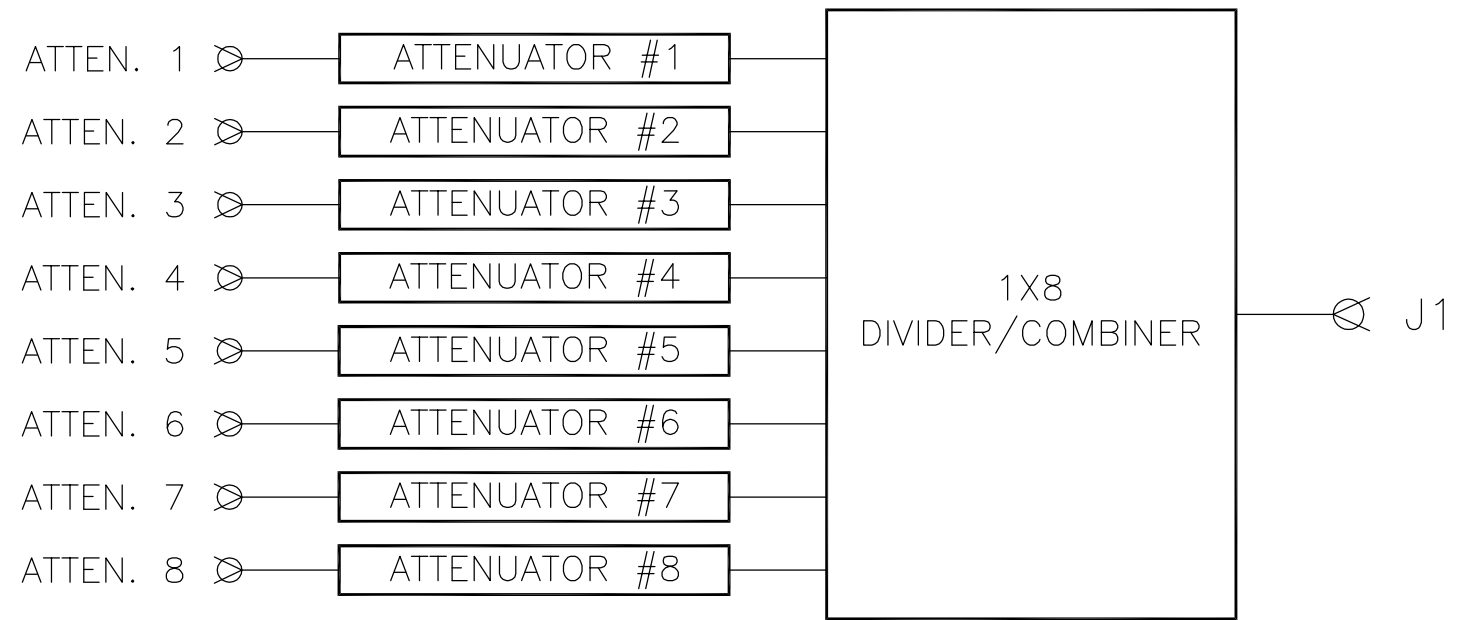 ATTEN. 1 ATTENUATOR #1
ATTEN. 2 ATTENUATOR #2
ATTEN. 3 ATTENUATOR #3
ATTEN. 4 ATTENUATOR #4
ATTEN. 5 ATTENUATOR #5
ATTEN. 6 ATTENUATOR #6
ATTEN. 7 ATTENUATOR #7
ATTEN. 8 ATTENUATOR #8
1X8
DIVIDER/COMBINER
J1